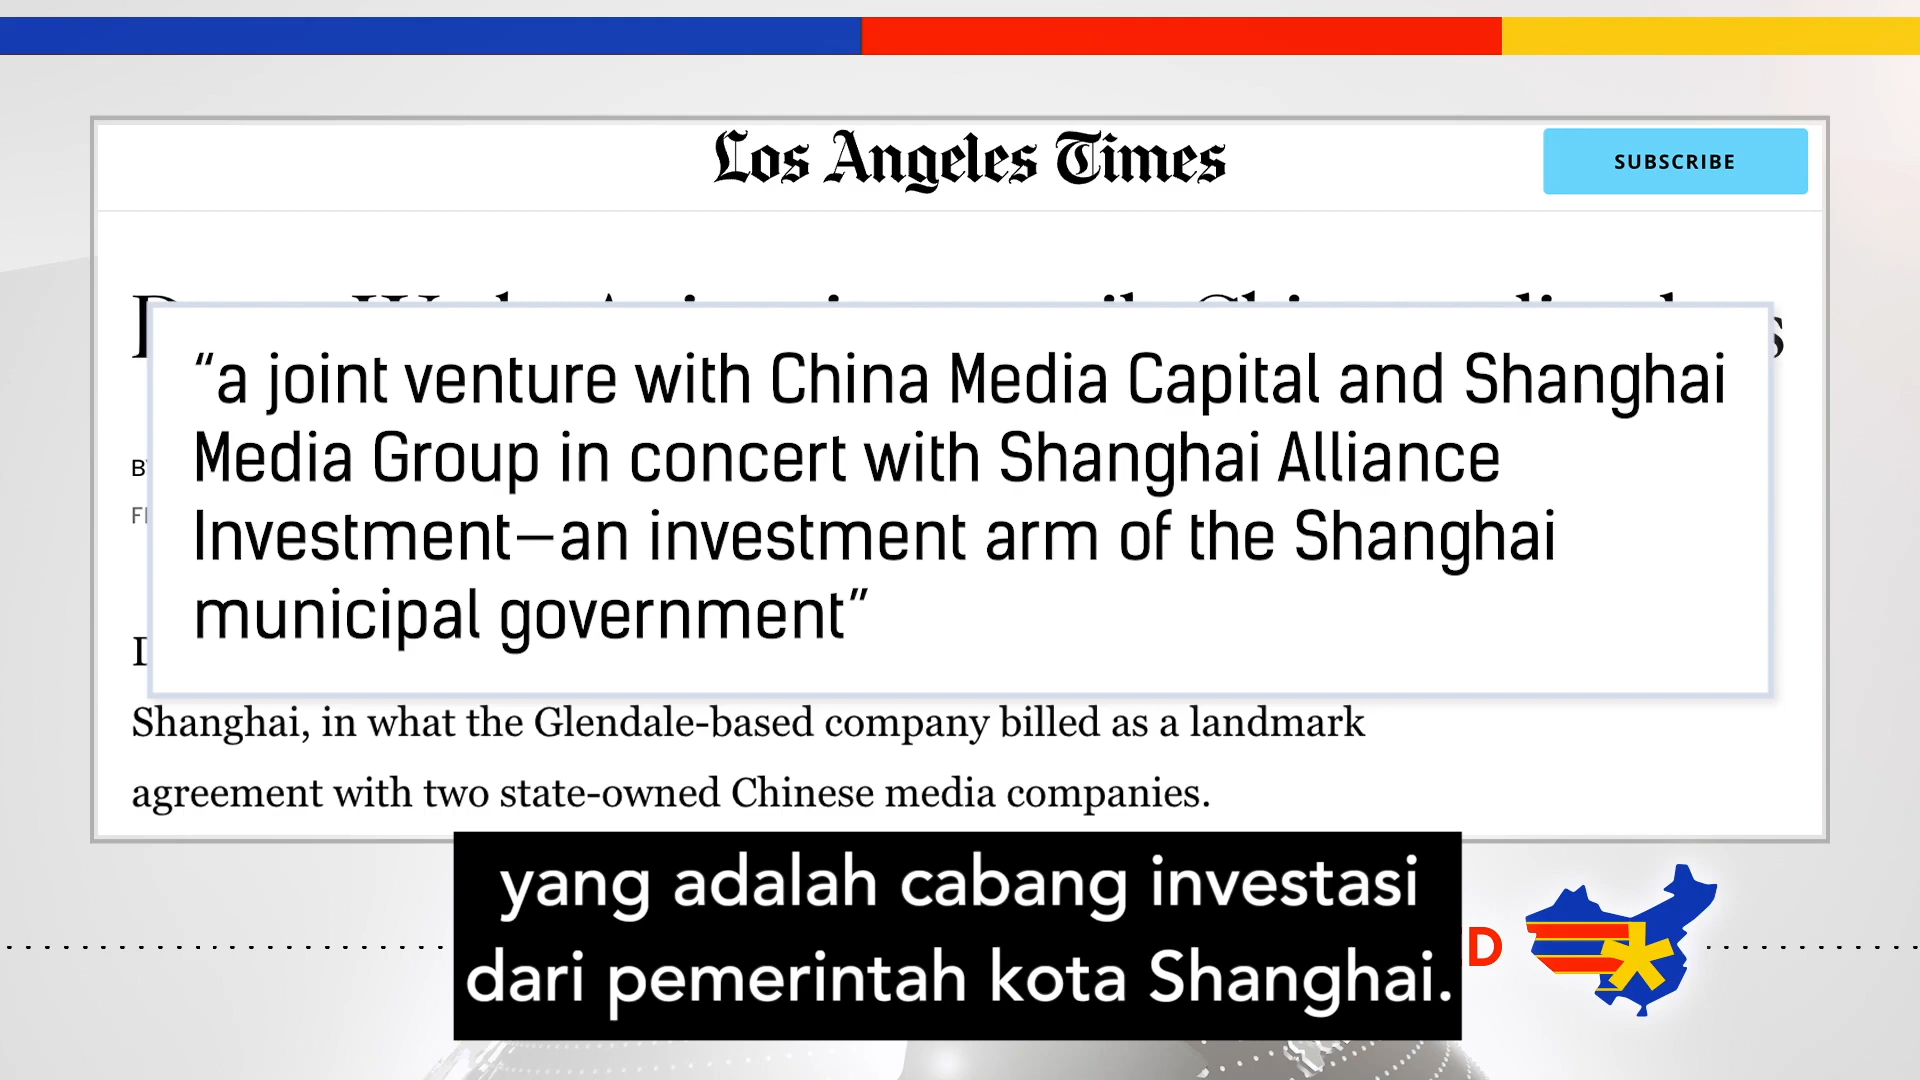 Los Angeles Times
SUBSCRIBE
“a joint venture with China Media Capital and Shanghai
Media Group in concert with Shanghai Alliance
Investment—an investment arm of the Shanghai
municipal government”
Shanghai, in what the Glendale-based company billed as a landmark
agreement with two state-owned Chinese media companies.
yang adalah cabang investasi
dari pemerintah kota Shanghai.